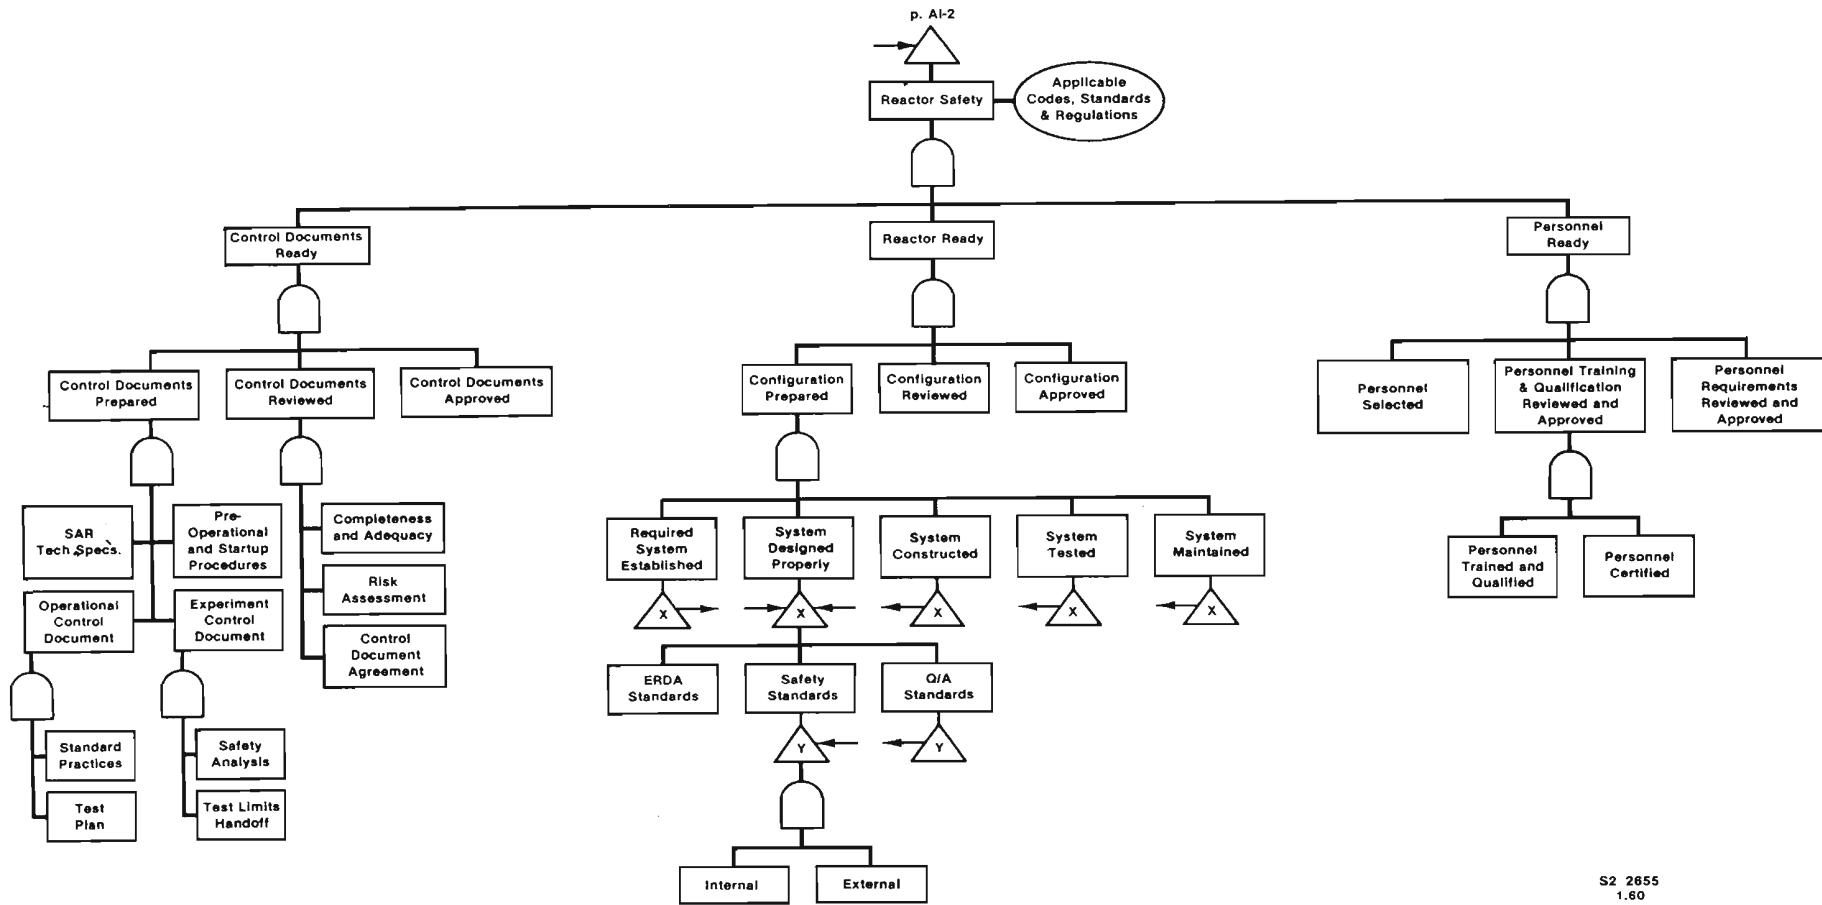 p. AI-2
Reactor Safety
Applicable
Codes, Standards
& Regulations
Control Documents
Ready
Reactor Ready
Personnel
Ready
Control Documents
Prepared
Control Documents
Reviewed
Control Documents
Approved
Configuration
Prepared
Configuration
Reviewed
Configuration
Approved
Personnel
Selected
Personnel Training
& Qualification
Reviewed and
Approved
Personnel
Requirements
Reviewed and
Approved
SAR
Tech Specs.
Pre-
Operational
and Startup
Procedures
Completeness
and Adequacy
Risk
Assessment
Control
Document
Agreement
Operational
Control
Document
Experiment
Control
Document
Standard
Practices
Test
Plan
Safety
Analysis
Test Limits
Handoff
Required
System
Established
System
Designed
Properly
System
Constructed
System
Tested
System
Maintained
X
X
X
X
X
ERDA
Standards
Safety
Standards
Q/A
Standards
Y
Y
Internal
External
Personnel
Trained and
Qualified
Personnel
Certified
S2 2655
1.60